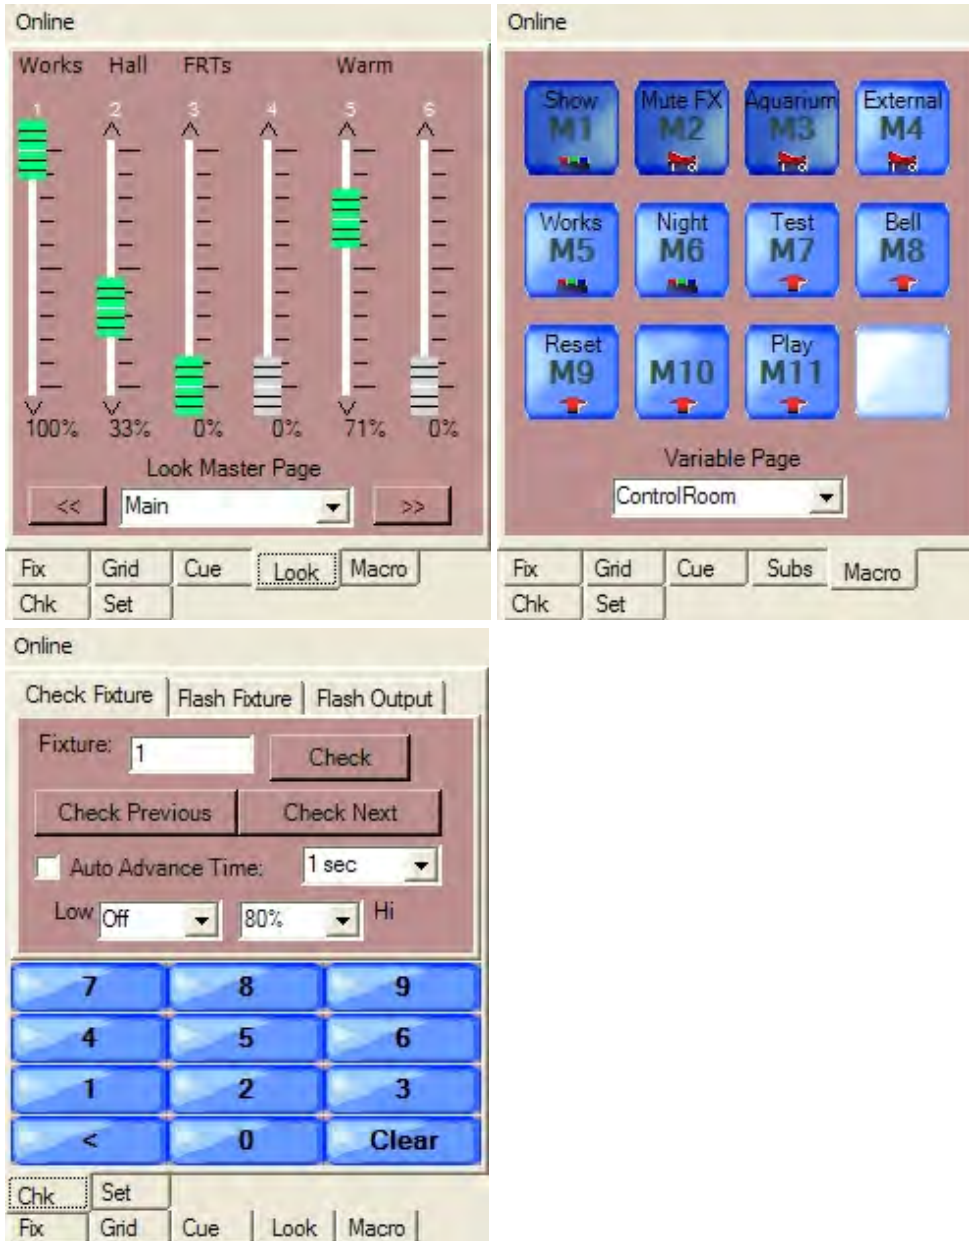 Online
Works Hall FRTs Warm
1 2 3 4 5 6
100% 33% 0% 0% 71% 0%
Look Master Page
<< Main >>
Fix Grid Cue Look Macro
Chk Set
Online
Show Mute FX Aquarium External
M1 M2 M3 M4
Works Night Test Bell
M5 M6 M7 M8
Reset Play
M9 M10 M11
Variable Page
ControlRoom
Fix Grid Cue Subs Macro
Chk Set
Online
Check Fixture Flash Fixture Flash Output
Fixture: 1 Check
Check Previous Check Next
Auto Advance Time: 1 sec
Low Off 80% Hi
7 8 9
4 5 6
1 2 3
< 0 Clear
Chk Set
Fix Grid Cue Look Macro